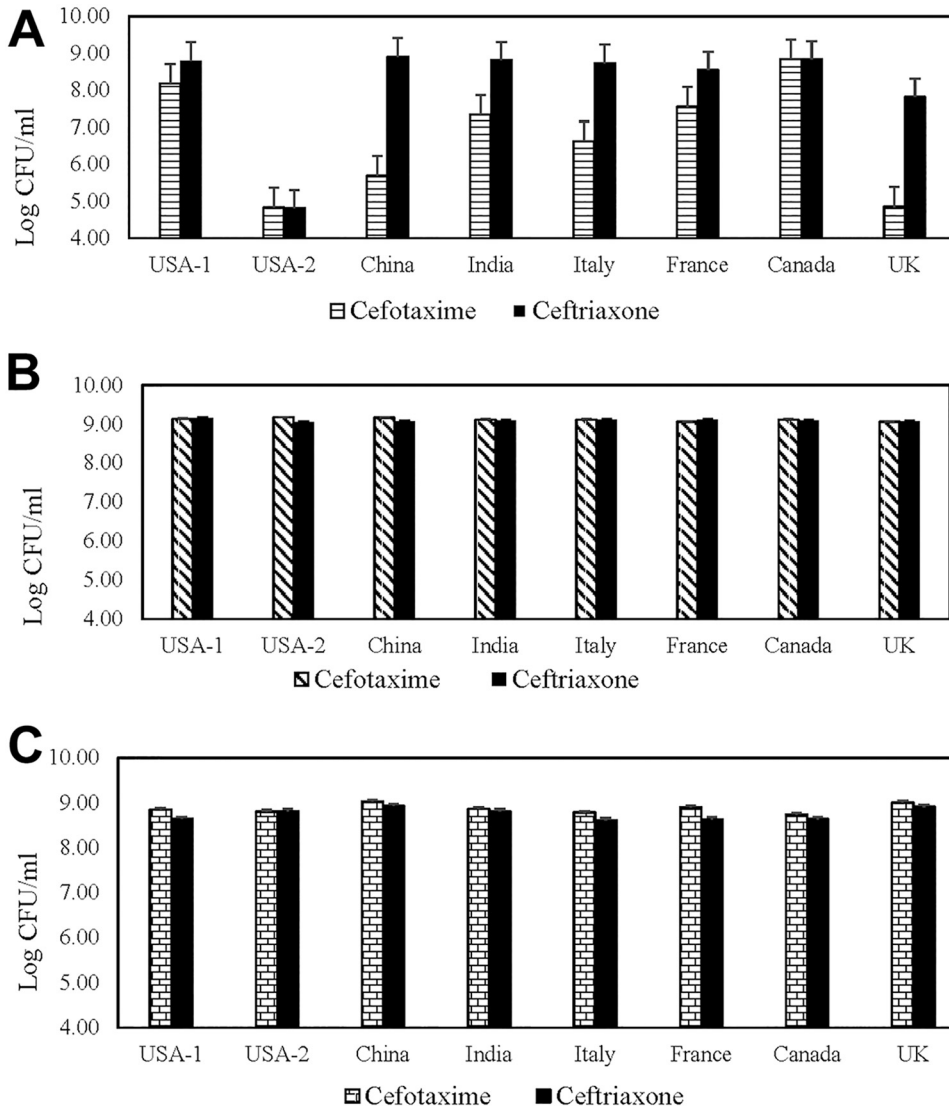 A
Log CFU/ml
10.00
9.00
8.00
7.00
6.00
5.00
4.00
USA-1 USA-2 China India Italy France Canada UK
Cefotaxime Ceftriaxone
B
Log CFU/ml
10.00
9.00
8.00
7.00
6.00
5.00
4.00
USA-1 USA-2 China India Italy France Canada UK
Cefotaxime Ceftriaxone
C
Log CFU/ml
10.00
9.00
8.00
7.00
6.00
5.00
4.00
USA-1 USA-2 China India Italy France Canada UK
Cefotaxime Ceftriaxone